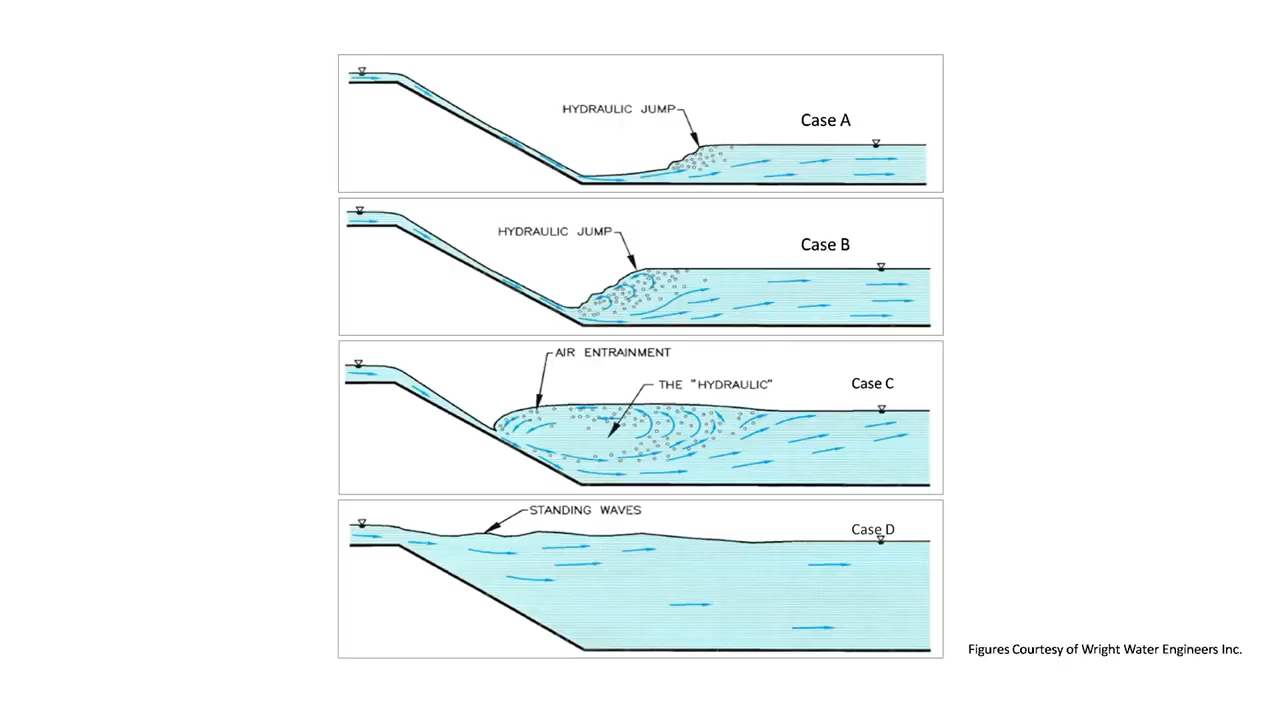 HYDRAULIC JUMP
Case A
HYDRAULIC JUMP
Case B
AIR ENTRAINMENT
THE "HYDRAULIC"
Case C
STANDING WAVES
Case D
Figures Courtesy of Wright Water Engineers Inc.